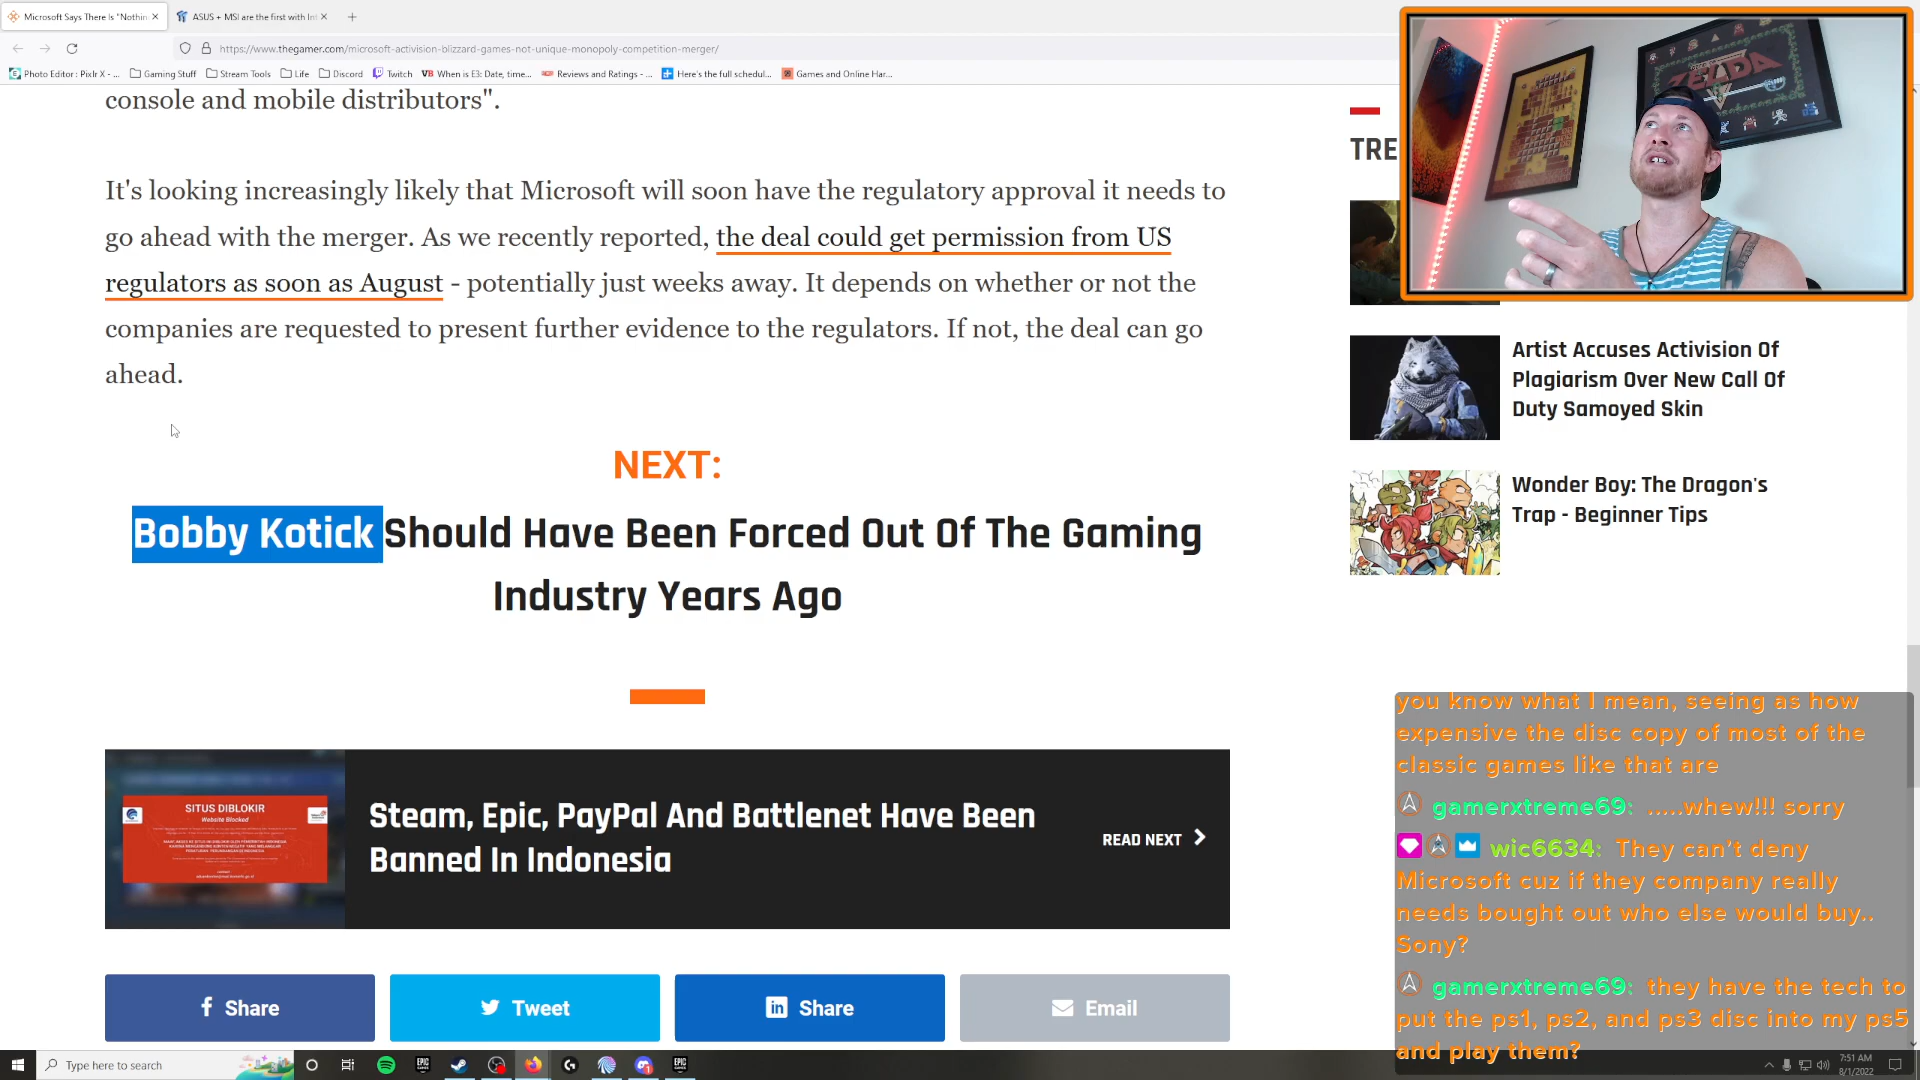 Microsoft Says There Is "Nothin
ASUS + MSI are the first with Int
https://www.thegamer.com/microsoft-activision-blizzard-games-not-unique-monopoly-competition-merger/
Photo Editor : Pixlr X - ...
Gaming Stuff
Stream Tools
Life
Discord
Twitch
When is E3: Date, time...
Reviews and Ratings - ...
Here's the full schedul...
Games and Online Har...
console and mobile distributors".
It's looking increasingly likely that Microsoft will soon have the regulatory approval it needs to
go ahead with the merger. As we recently reported, the deal could get permission from US
regulators as soon as August - potentially just weeks away. It depends on whether or not the
companies are requested to present further evidence to the regulators. If not, the deal can go
ahead.
NEXT:
Bobby Kotick Should Have Been Forced Out Of The Gaming
Industry Years Ago
SITUS DIBLOKIR
Website Blocked
Steam, Epic, PayPal And Battlenet Have Been
Banned In Indonesia
READ NEXT
Share
Tweet
Share
Email
TRE
ZELDA
Artist Accuses Activision Of
Plagiarism Over New Call Of
Duty Samoyed Skin
Wonder Boy: The Dragon's
Trap - Beginner Tips
you know what I mean, seeing as how
expensive the disc copy of most of the
classic games like that are
gamerxtreme69: .....whew!!! sorry
wic6634: They can't deny
Microsoft cuz if they company really
needs bought out who else would buy..
Sony?
gamerxtreme69: they have the tech to
put the ps1, ps2, and ps3 disc into my ps5
and play them?
Type here to search
7:51 AM
8/1/2022